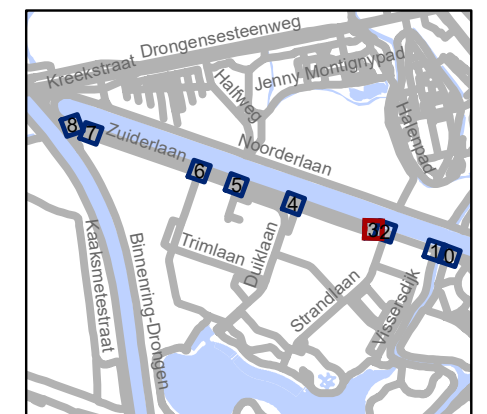 Drongensesteenweg
Kreekstraat
Jenny Montignypad
Halfweg
Halenpad
8
7
Zuiderlaan
Noorderlaan
6
5
4
3
2
1
0
Kaaksmetestraat
Binnenring-Drongen
Trimlaan
Duiklaan
Strandlaan
Vissersdijk